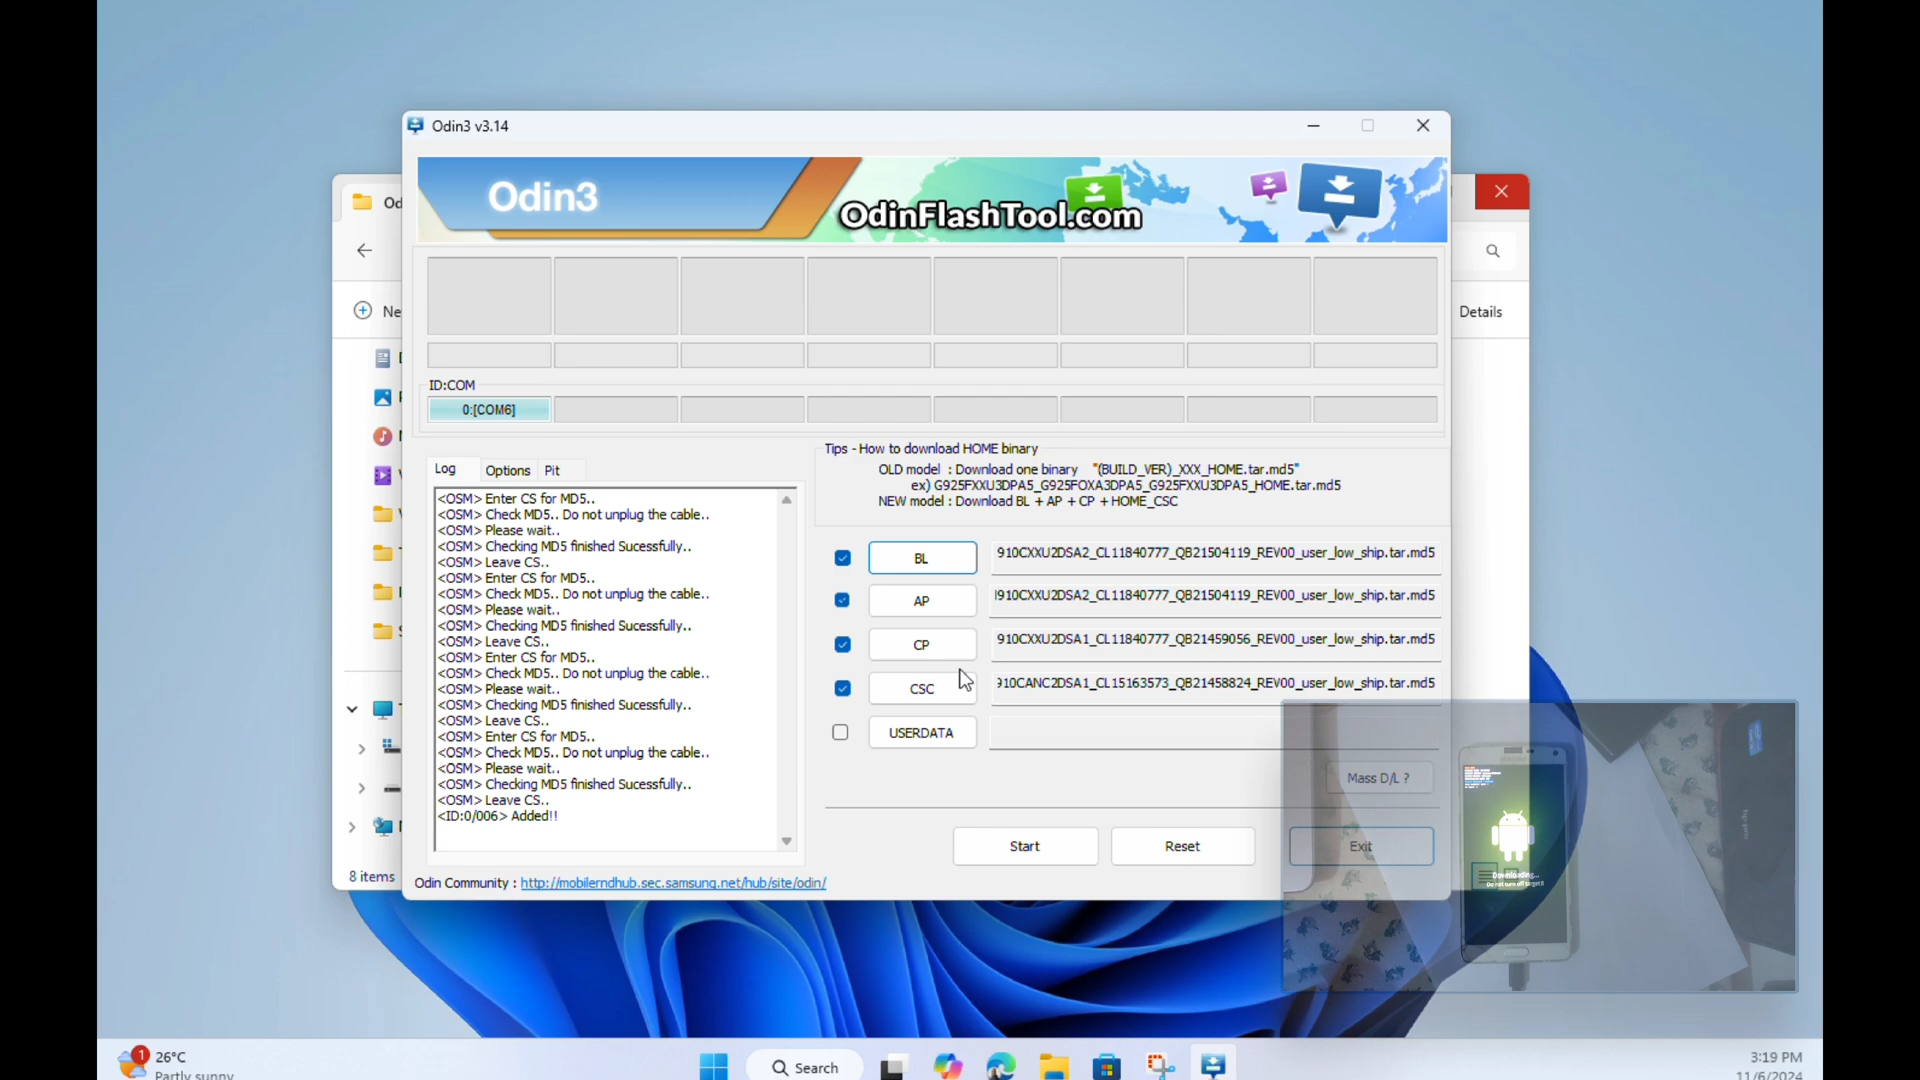 Odin3 v3.14
Odin3
OdinFlashTool.com
Details
ID:COM
0:[COM6]
Log
Options
Pit
Tips - How to download HOME binary
OLD model : Download one binary "(BUILD_VER)_XXX_HOME.tar.md5"
ex) G925FXXU3DPA5_G925FOXA3DPA5_G925FXXU3DPA5_HOME.tar.md5
NEW model : Download BL + AP + CP + HOME_CSC
<OSM> Enter CS for MD5..
<OSM> Check MD5.. Do not unplug the cable..
<OSM> Please wait..
<OSM> Checking MD5 finished Sucessfully..
<OSM> Leave CS..
<OSM> Enter CS for MD5..
<OSM> Check MD5.. Do not unplug the cable..
<OSM> Please wait..
<OSM> Checking MD5 finished Sucessfully..
<OSM> Leave CS..
<OSM> Enter CS for MD5..
<OSM> Check MD5.. Do not unplug the cable..
<OSM> Please wait..
<OSM> Checking MD5 finished Sucessfully..
<OSM> Leave CS..
<OSM> Enter CS for MD5..
<OSM> Check MD5.. Do not unplug the cable..
<OSM> Please wait..
<OSM> Checking MD5 finished Sucessfully..
<OSM> Leave CS..
<ID:0/006> Added!!
BL 910CXXU2DSA2_CL11840777_QB21504119_REV00_user_low_ship.tar.md5
AP 910CXXU2DSA2_CL11840777_QB21504119_REV00_user_low_ship.tar.md5
CP 910CXXU2DSA1_CL11840777_QB21459056_REV00_user_low_ship.tar.md5
CSC 910CANC2DSA1_CL15163573_QB21458824_REV00_user_low_ship.tar.md5
USERDATA
Mass D/L ?
Start
Reset
Exit
Downloading...
Do not turn off target!!
8 items
Odin Community : http://mobilerndhub.sec.samsung.net/hub/site/odin/
1
26°C
Partly sunny
Search
3:19 PM
11/6/2024